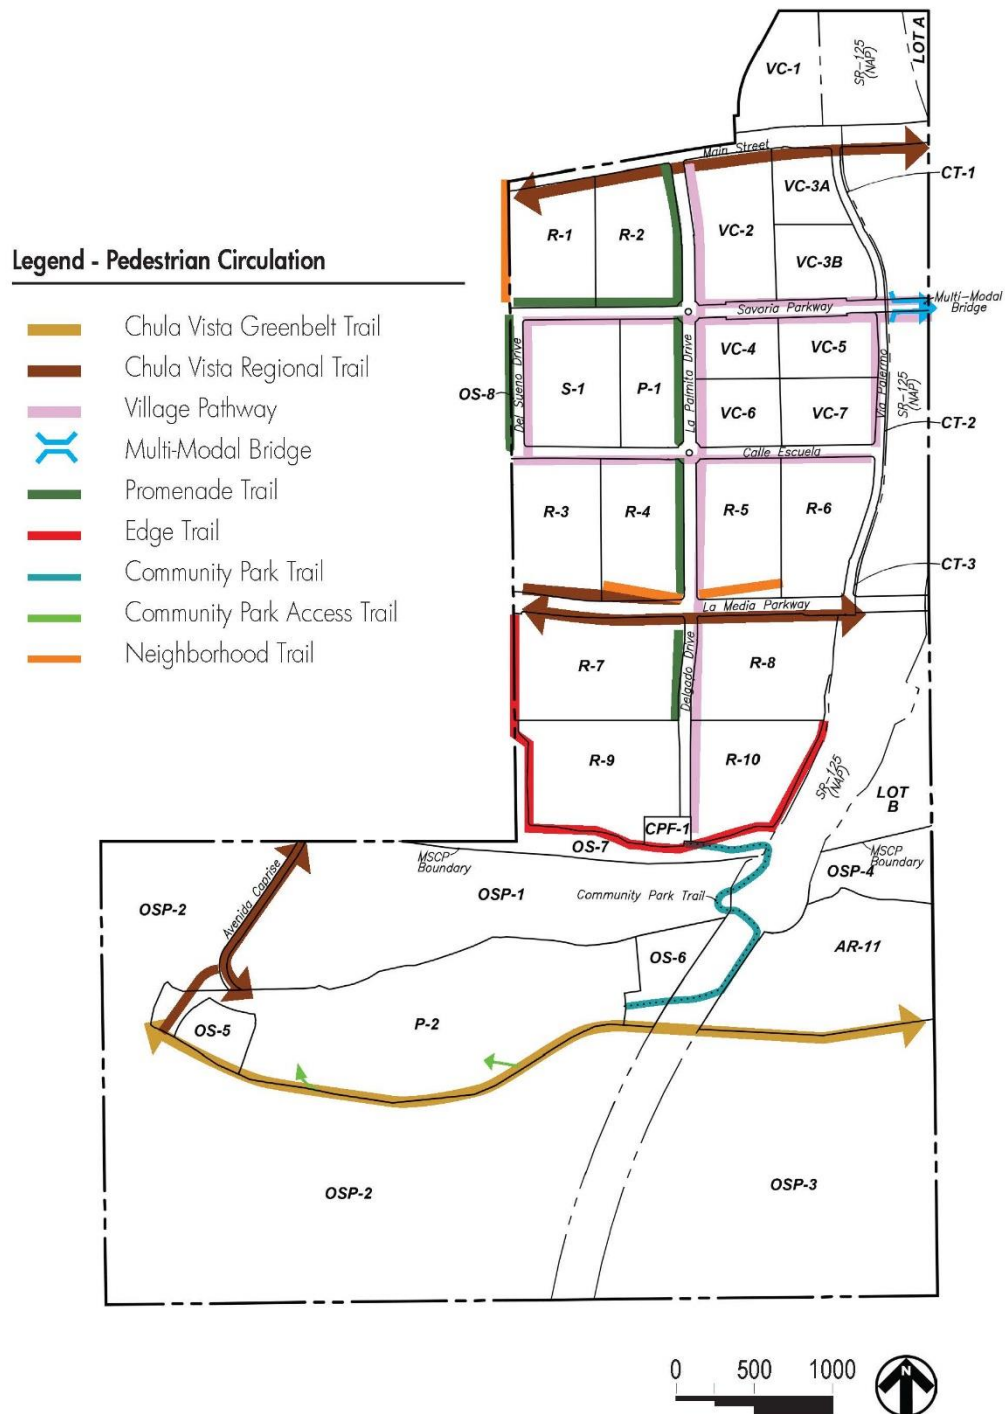 LOT A
VC-1
SR-125
(NAP)
Main Street
CT-1
VC-3A
R-1
R-2
VC-2
VC-3B
Legend - Pedestrian Circulation
Chula Vista Greenbelt Trail
Chula Vista Regional Trail
Village Pathway
Multi-Modal Bridge
Promenade Trail
Edge Trail
Community Park Trail
Community Park Access Trail
Neighborhood Trail
Multi-Modal
Bridge
Savoria Parkway
Del Sueno Drive
La Palmita Drive
VC-4
VC-5
Via Palermo
SR-125
(NAP)
OS-8
S-1
P-1
VC-6
VC-7
CT-2
Calle Escuela
R-3
R-4
R-5
R-6
CT-3
La Media Parkway
R-7
Delgado Drive
R-8
R-9
R-10
SR-125
(NAP)
LOT
B
CPF-1
OS-7
MSCP
Boundary
MSCP
Boundary
OSP-4
Avenida Caprise
OSP-2
OSP-1
Community Park Trail
OS-6
AR-11
OS-5
P-2
OSP-2
OSP-3
0 500 1000
N